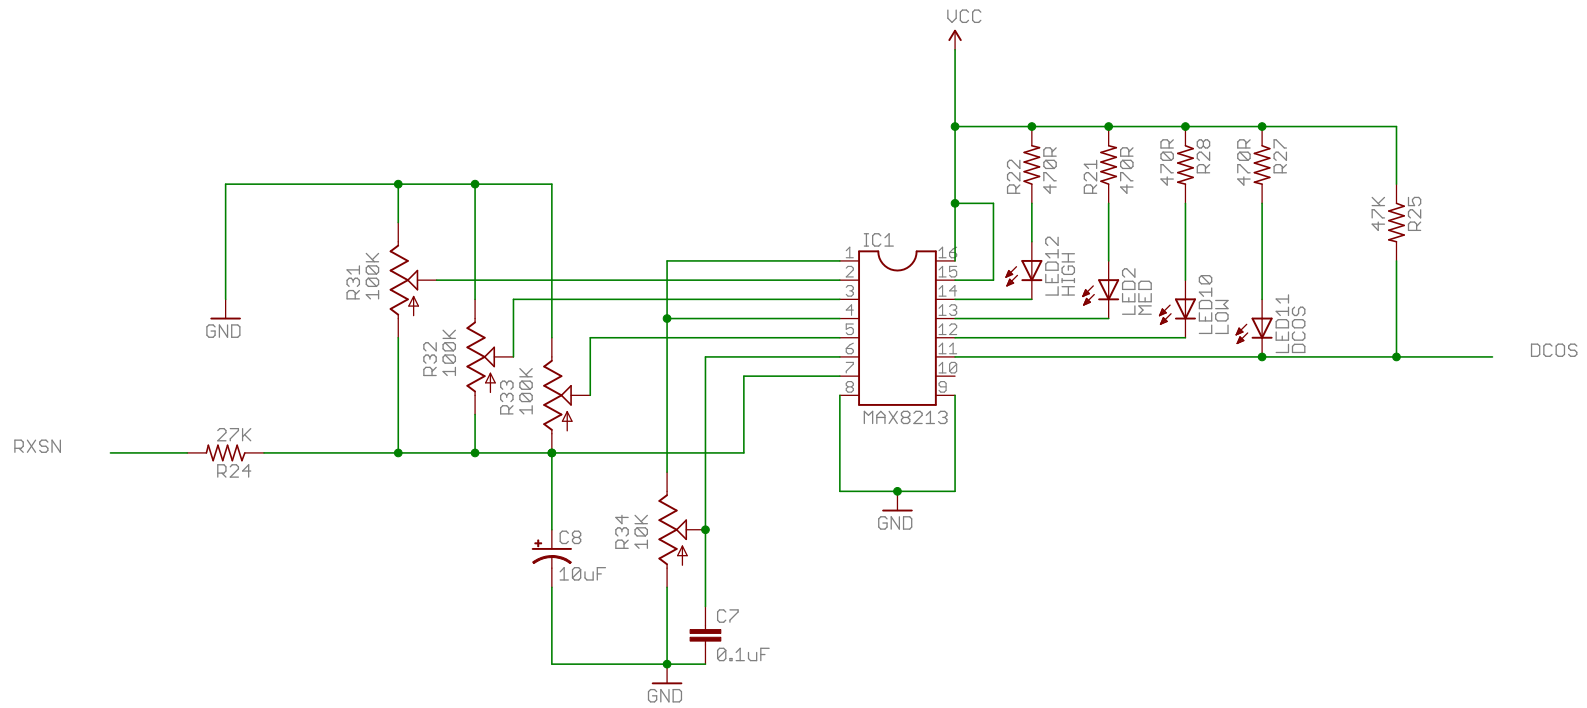 VCC
R22
470R
R21
470R
470R
R28
470R
R27
47K
R25
LED12
HIGH
LED2
MED
LED10
LOW
LED11
DCOS
IC1
1
2
3
4
5
6
7
8
16
15
14
13
12
11
10
9
MAX8213
R31
100K
R32
100K
R33
100K
GND
DCOS
RXSN
27K
R24
GND
R34
10K
C8
10uF
C7
0.1uF
GND